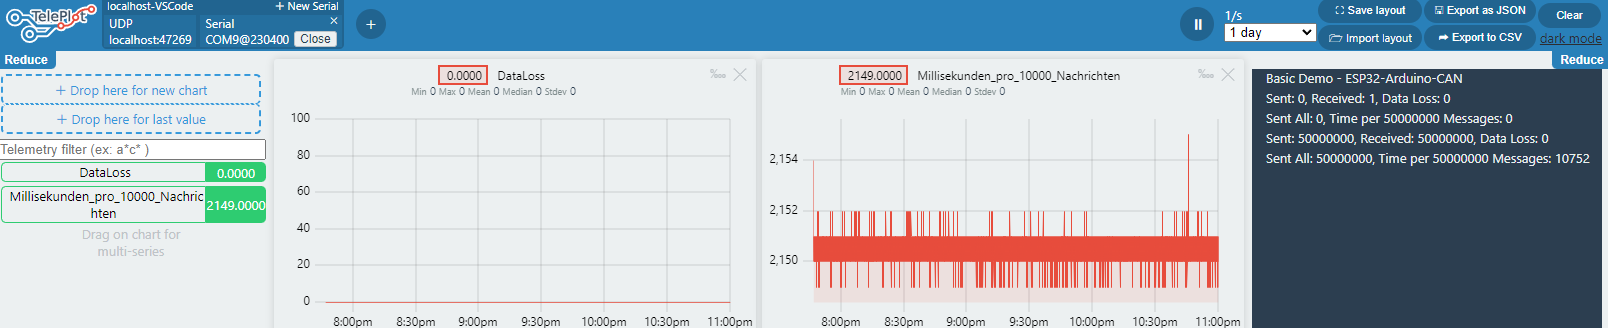 TelePlot
localhost-VSCode
+ New Serial
UDP
localhost:47269
Serial
COM9@230400
Close
+
1/s
1 day
Save layout
Import layout
Export as JSON
Export to CSV
Clear
dark mode
Reduce
Reduce
+ Drop here for new chart
+ Drop here for last value
Telemetry filter (ex: a*c* )
DataLoss 0.0000
Millisekunden_pro_10000_Nachric
hten
2149.0000
Drag on chart for
multi-series
0.0000 DataLoss
Min 0 Max 0 Mean 0 Median 0 Stdev 0
100
80
60
40
20
0
8:00pm 8:30pm 9:00pm 9:30pm 10:00pm 10:30pm 11:00pm
2149.0000 Millisekunden_pro_10000_Nachrichten
Min 0 Max 0 Mean 0 Median 0 Stdev 0
2,154
2,152
2,150
8:00pm 8:30pm 9:00pm 9:30pm 10:00pm 10:30pm 11:00pm
Basic Demo - ESP32-Arduino-CAN
Sent: 0, Received: 1, Data Loss: 0
Sent All: 0, Time per 50000000 Messages: 0
Sent: 50000000, Received: 50000000, Data Loss: 0
Sent All: 50000000, Time per 50000000 Messages: 10752